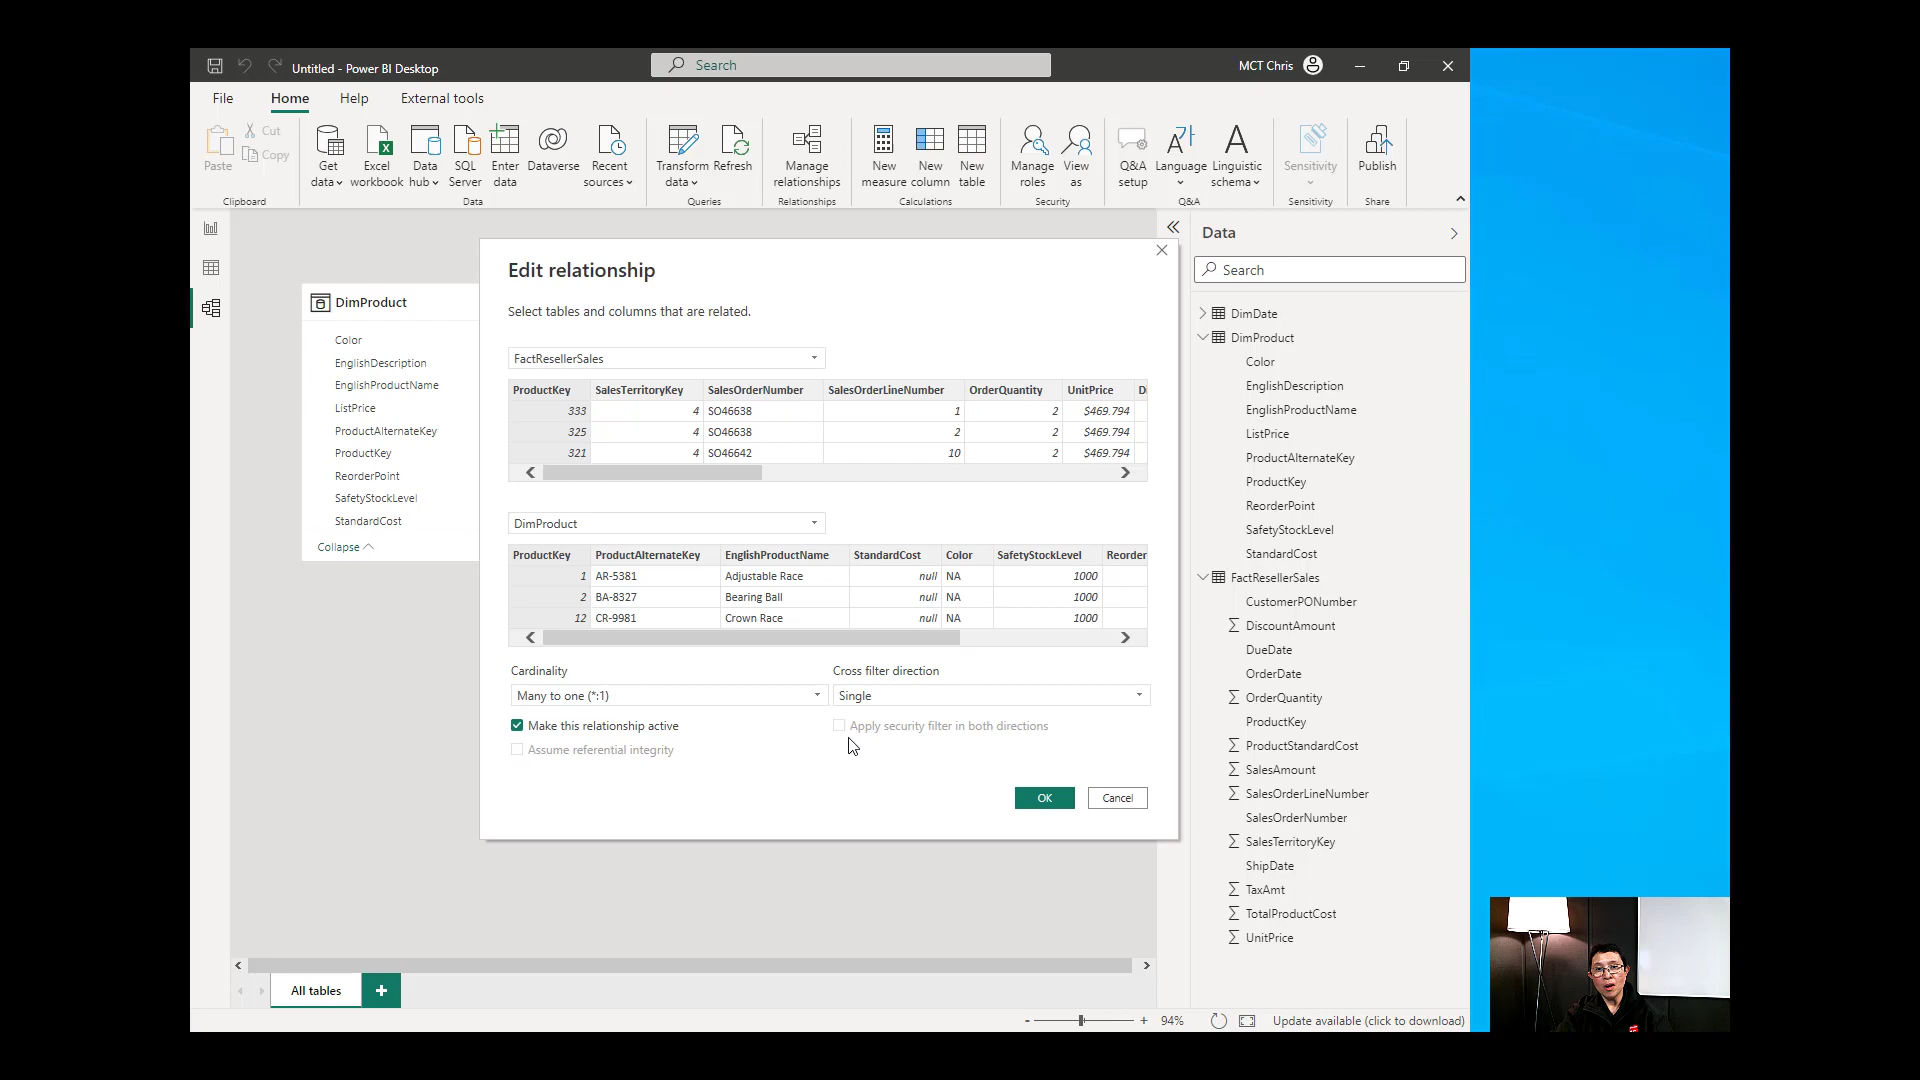 Untitled - Power BI Desktop
Search
MCT Chris
File
Home
Help
External tools
Paste
Cut
Copy
Get data
Excel workbook
Data hub
SQL Server
Enter data
Dataverse
Recent sources
Transform data
Refresh
Manage relationships
New measure
New column
New table
Manage roles
View as
Q&A setup
Language
Linguistic schema
Sensitivity
Publish
Clipboard
Data
Queries
Relationships
Calculations
Security
Q&A
Sensitivity
Share
DimProduct
Color
EnglishDescription
EnglishProductName
ListPrice
ProductAlternateKey
ProductKey
ReorderPoint
SafetyStockLevel
StandardCost
Collapse
Edit relationship
Select tables and columns that are related.
FactResellerSales
ProductKey SalesTerritoryKey SalesOrderNumber SalesOrderLineNumber OrderQuantity UnitPrice Di
333 4 SO46638 1 2 $469.794
325 4 SO46638 2 2 $469.794
321 4 SO46642 10 2 $469.794
DimProduct
ProductKey ProductAlternateKey EnglishProductName StandardCost Color SafetyStockLevel Reorder
1 AR-5381 Adjustable Race null NA 1000
2 BA-8327 Bearing Ball null NA 1000
12 CR-9981 Crown Race null NA 1000
Cardinality
Cross filter direction
Many to one (*:1)
Single
Make this relationship active
Apply security filter in both directions
Assume referential integrity
OK
Cancel
Data
Search
DimDate
DimProduct
Color
EnglishDescription
EnglishProductName
ListPrice
ProductAlternateKey
ProductKey
ReorderPoint
SafetyStockLevel
StandardCost
FactResellerSales
CustomerPONumber
DiscountAmount
DueDate
OrderDate
OrderQuantity
ProductKey
ProductStandardCost
SalesAmount
SalesOrderLineNumber
SalesOrderNumber
SalesTerritoryKey
ShipDate
TaxAmt
TotalProductCost
UnitPrice
All tables
94%
Update available (click to download)